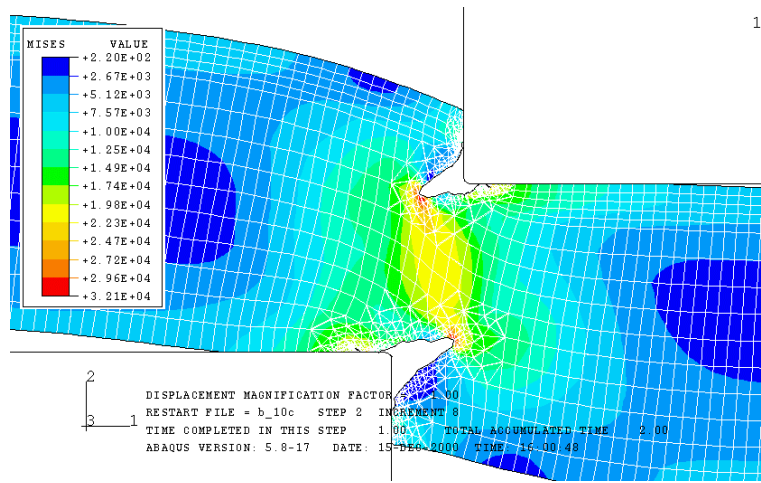 1
MISES VALUE
+2.20E+02
+2.67E+03
+5.12E+03
+7.57E+03
+1.00E+04
+1.25E+04
+1.49E+04
+1.74E+04
+1.98E+04
+2.23E+04
+2.47E+04
+2.72E+04
+2.96E+04
+3.21E+04
2
3 1
DISPLACEMENT MAGNIFICATION FACTOR = 1.00
RESTART FILE = b_10c STEP 2 INCREMENT 8
TIME COMPLETED IN THIS STEP 1.00 TOTAL ACCUMULATED TIME 2.00
ABAQUS VERSION: 5.8-17 DATE: 15-DEC-2000 TIME: 16:00:48